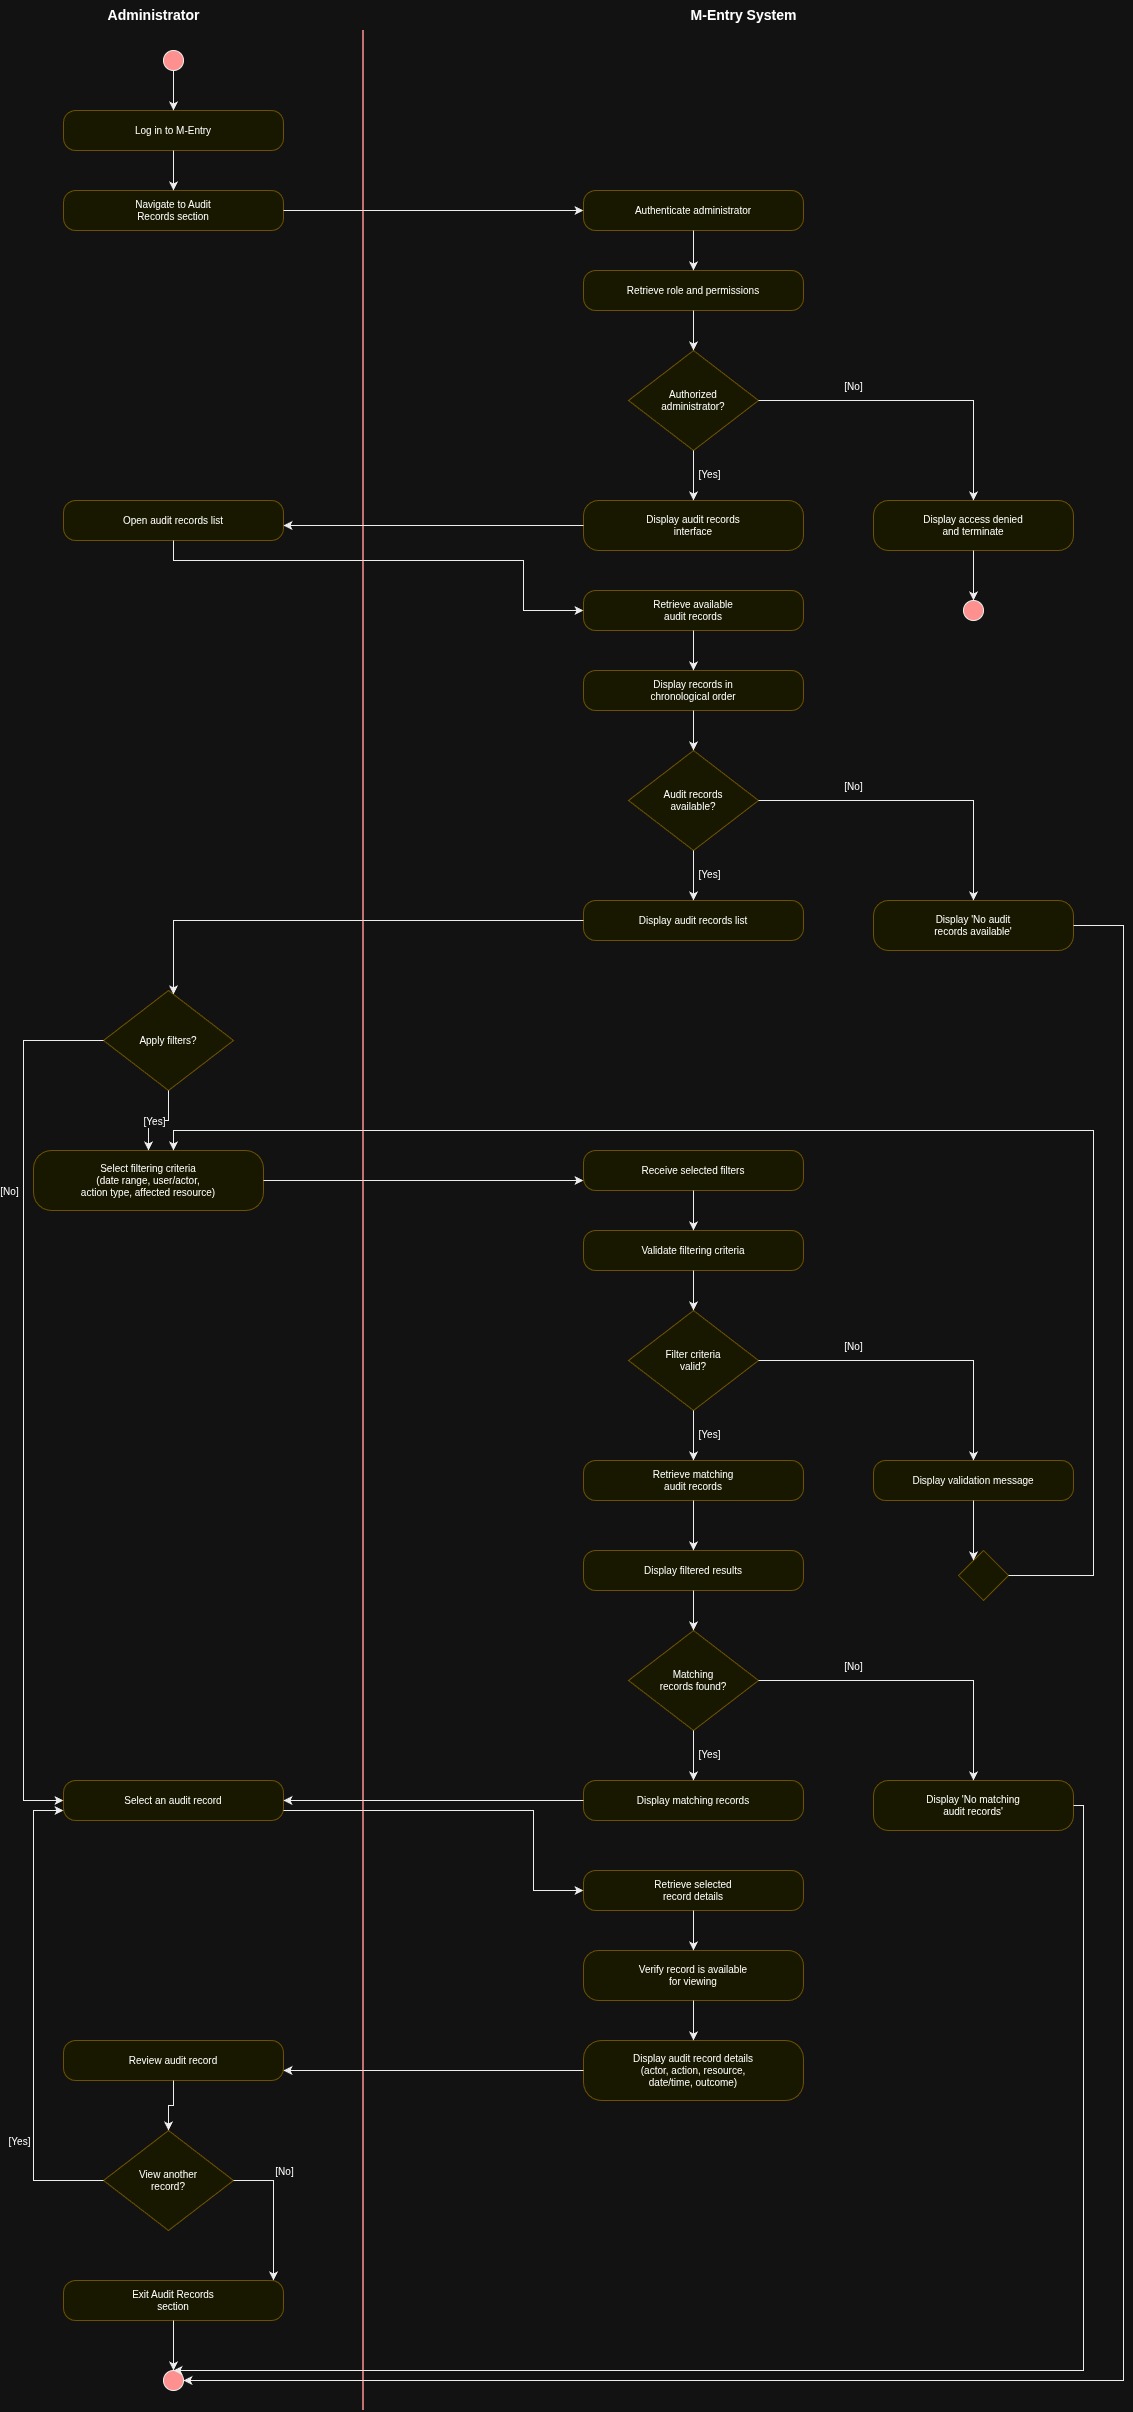 Administrator
M-Entry System
Log in to M-Entry
Navigate to Audit
Records section
Authenticate administrator
Retrieve role and permissions
Authorized
administrator?
[No]
[Yes]
Open audit records list
Display audit records
interface
Display access denied
and terminate
Retrieve available
audit records
Display records in
chronological order
Audit records
available?
[No]
[Yes]
Display audit records list
Display 'No audit
records available'
Apply filters?
[Yes]
[No]
Select filtering criteria
(date range, user/actor,
action type, affected resource)
Receive selected filters
Validate filtering criteria
Filter criteria
valid?
[No]
[Yes]
Retrieve matching
audit records
Display validation message
Display filtered results
Matching
records found?
[No]
[Yes]
Select an audit record
Display matching records
Display 'No matching
audit records'
Retrieve selected
record details
Verify record is available
for viewing
Review audit record
Display audit record details
(actor, action, resource,
date/time, outcome)
[Yes]
View another
record?
[No]
Exit Audit Records
section